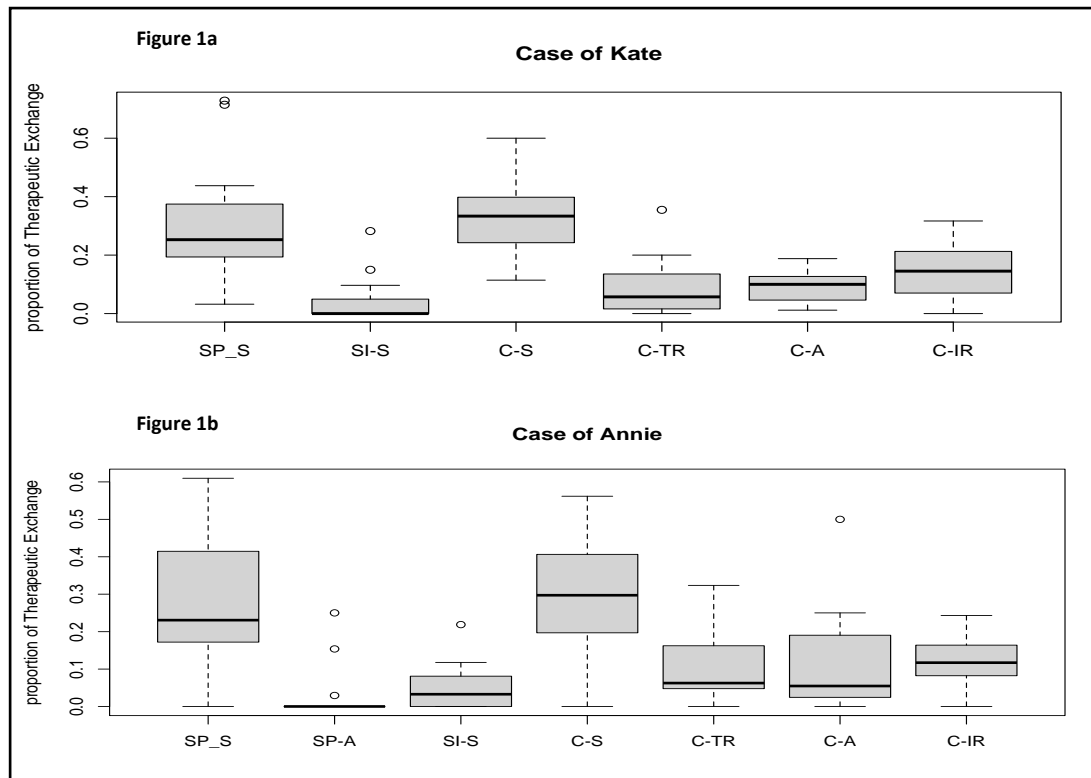 Figure 1a
Case of Kate
proportion of Therapeutic Exchange
0.6
0.4
0.2
0.0
SP_S SI-S C-S C-TR C-A C-IR
Figure 1b
Case of Annie
proportion of Therapeutic Exchange
0.6
0.5
0.4
0.3
0.2
0.1
0.0
SP_S SP-A SI-S C-S C-TR C-A C-IR